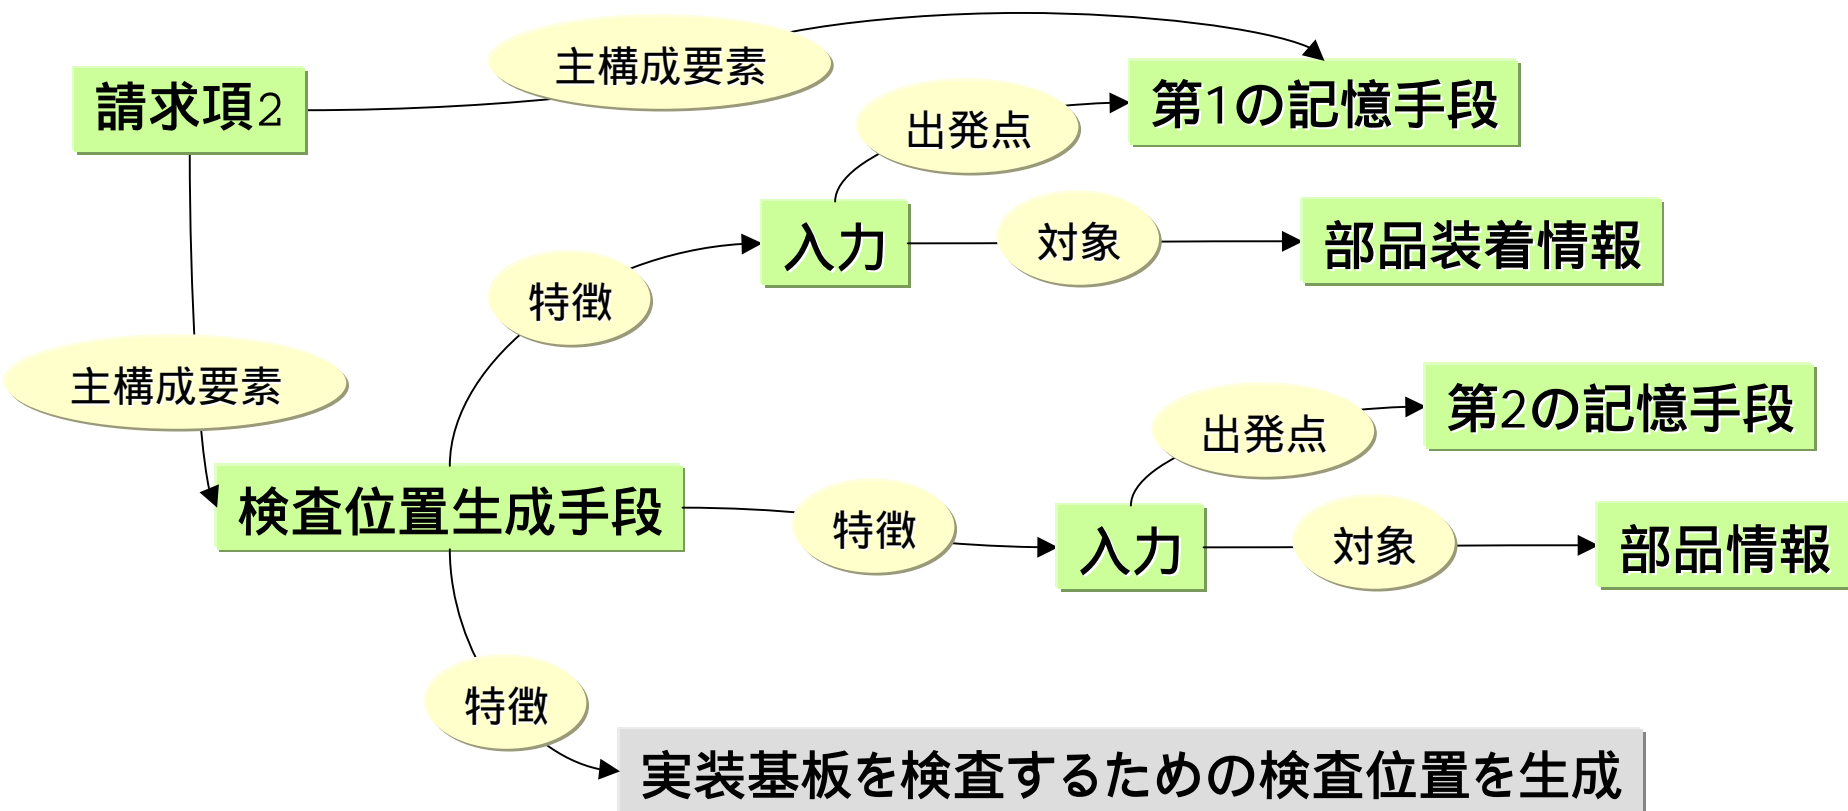 主構成要素
請求項2
第1の記憶手段
出発点
入力
対象
部品装着情報
特徴
主構成要素
第2の記憶手段
出発点
検査位置生成手段
特徴
入力
対象
部品情報
特徴
実装基板を検査するための検査位置を生成